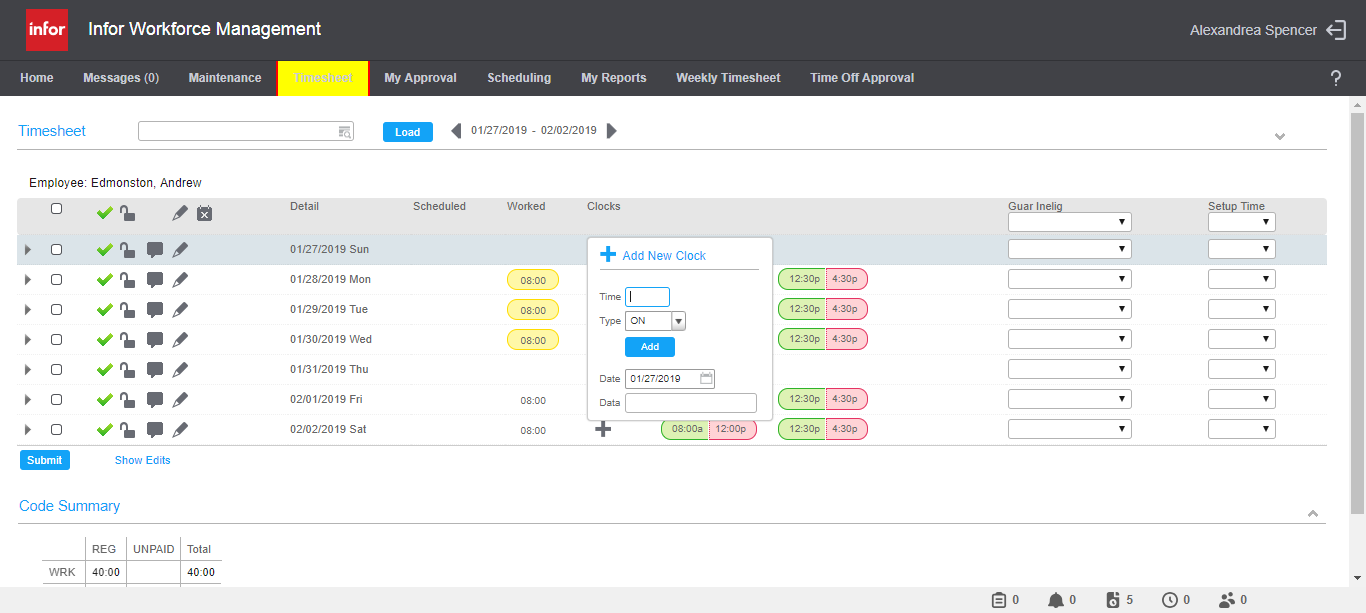 infor Infor Workforce Management Alexandrea Spencer
Home Messages (0) Maintenance Timesheet My Approval Scheduling My Reports Weekly Timesheet Time Off Approval ?
Timesheet Load 01/27/2019 - 02/02/2019
Employee: Edmonston, Andrew
Detail Scheduled Worked Clocks Guar Inelig Setup Time
01/27/2019 Sun
Add New Clock
01/28/2019 Mon 08:00 12:30p 4:30p
Time
01/29/2019 Tue 08:00 12:30p 4:30p
Type ON
01/30/2019 Wed 08:00 12:30p 4:30p
Add
01/31/2019 Thu
Date 01/27/2019
02/01/2019 Fri 08:00 12:30p 4:30p
Data
02/02/2019 Sat 08:00 08:00a 12:00p 12:30p 4:30p
Submit Show Edits
Code Summary
REG UNPAID Total
WRK 40:00 40:00
0 0 5 0 0